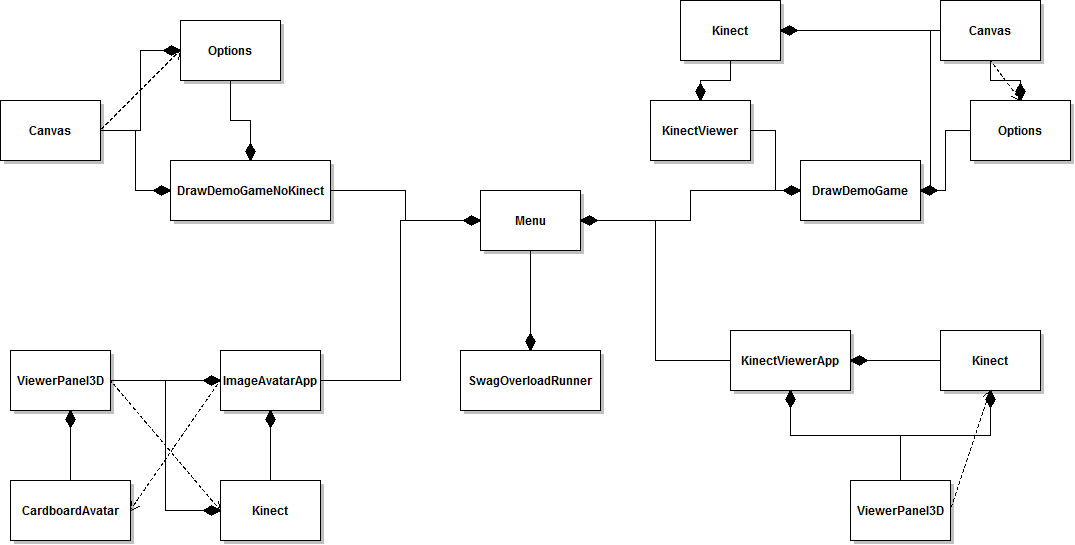 Kinect
Canvas
Options
Canvas
KinectViewer
Options
DrawDemoGameNoKinect
DrawDemoGame
Menu
ViewerPanel3D
ImageAvatarApp
SwagOverloadRunner
KinectViewerApp
Kinect
CardboardAvatar
Kinect
ViewerPanel3D